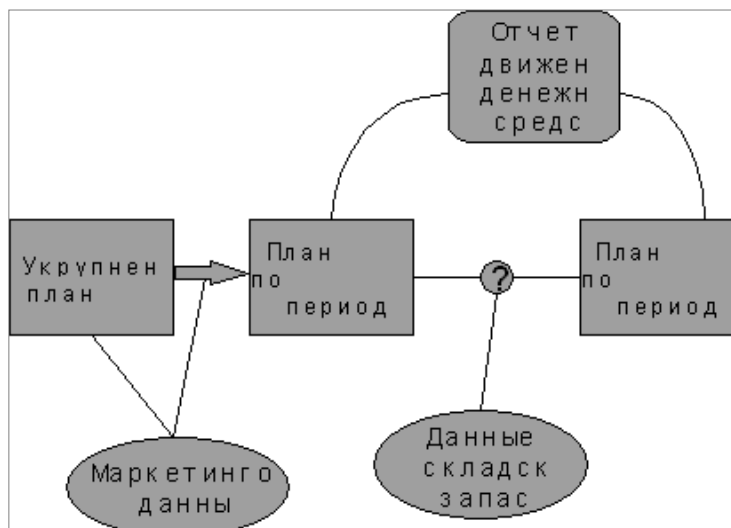 Отчет
движен
денежн
средс
Укрупнен
план
План
по
период
?
План
по
период
Маркетинго
данны
Данные
складск
запас